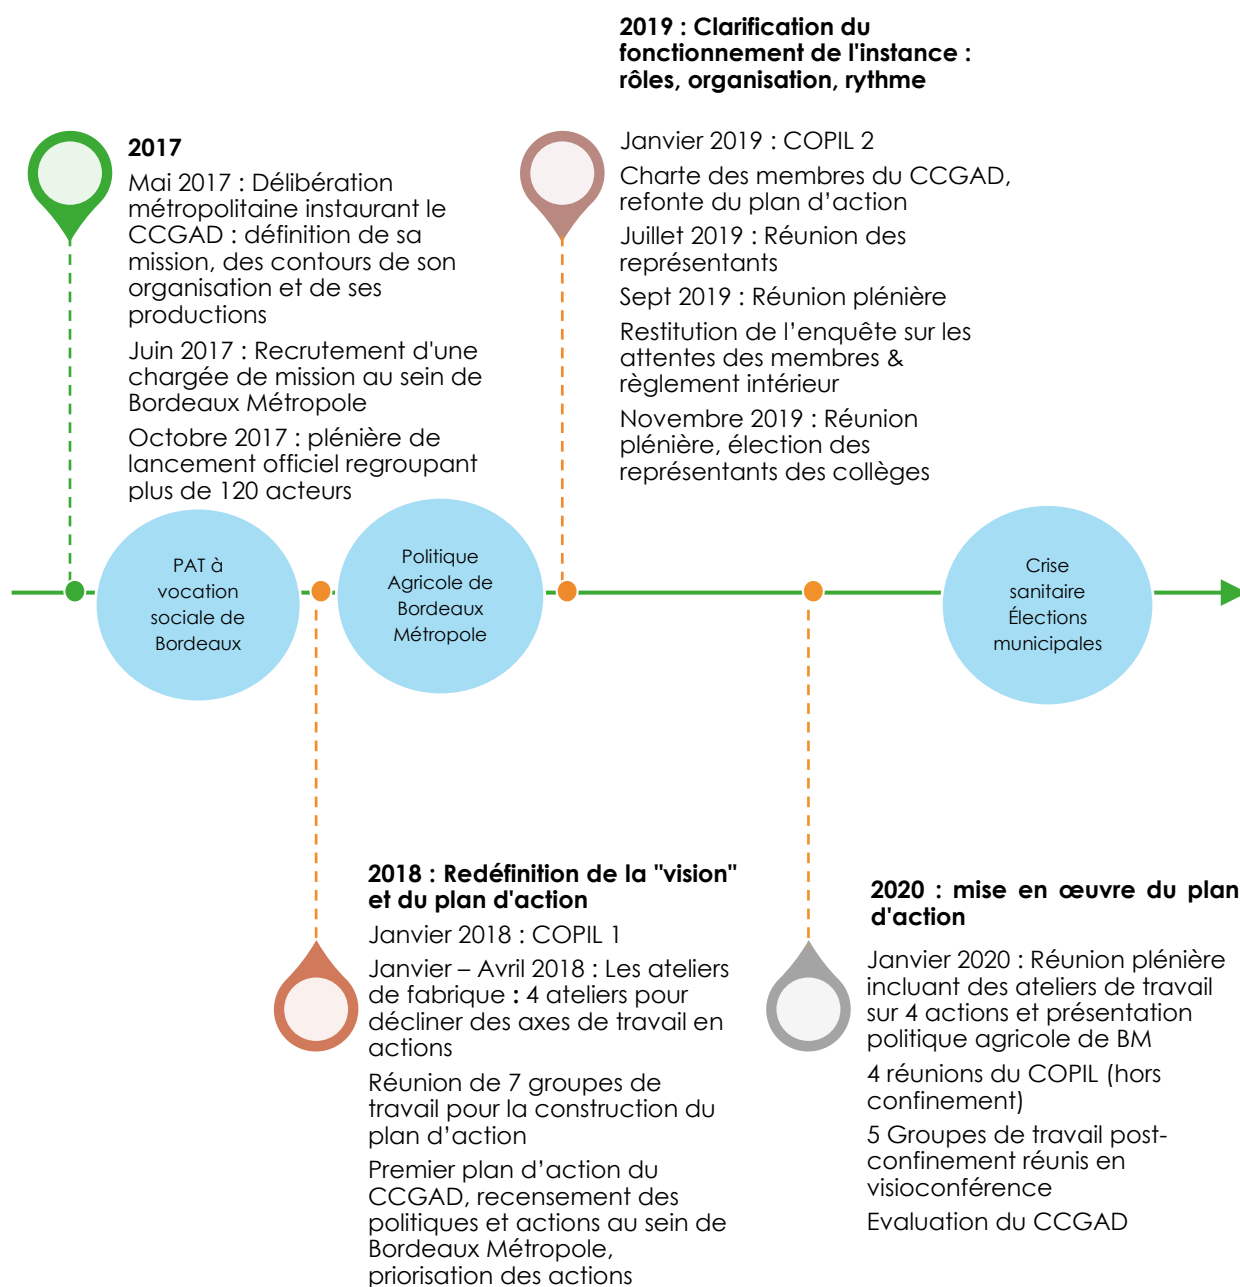 2017
Mai 2017 : Délibération
métropolitaine instaurant le
CCGAD : définition de sa
mission, des contours de son
organisation et de ses
productions
Juin 2017 : Recrutement d'une
chargée de mission au sein de
Bordeaux Métropole
Octobre 2017 : plénière de
lancement officiel regroupant
plus de 120 acteurs
2019 : Clarification du
fonctionnement de l'instance :
rôles, organisation, rythme
Janvier 2019 : COPIL 2
Charte des membres du CCGAD,
refonte du plan d’action
Juillet 2019 : Réunion des
représentants
Sept 2019 : Réunion plénière
Restitution de l’enquête sur les
attentes des membres &
règlement intérieur
Novembre 2019 : Réunion
plénière, élection des
représentants des collèges
PAT à
vocation
sociale de
Bordeaux
Politique
Agricole de
Bordeaux
Métropole
Crise
sanitaire
Élections
municipales
2018 : Redéfinition de la "vision"
et du plan d'action
Janvier 2018 : COPIL 1
Janvier – Avril 2018 : Les ateliers
de fabrique : 4 ateliers pour
décliner des axes de travail en
actions
Réunion de 7 groupes de
travail pour la construction du
plan d’action
Premier plan d’action du
CCGAD, recensement des
politiques et actions au sein de
Bordeaux Métropole,
priorisation des actions
2020 : mise en œuvre du plan
d'action
Janvier 2020 : Réunion plénière
incluant des ateliers de travail
sur 4 actions et présentation
politique agricole de BM
4 réunions du COPIL (hors
confinement)
5 Groupes de travail post-
confinement réunis en
visioconférence
Evaluation du CCGAD